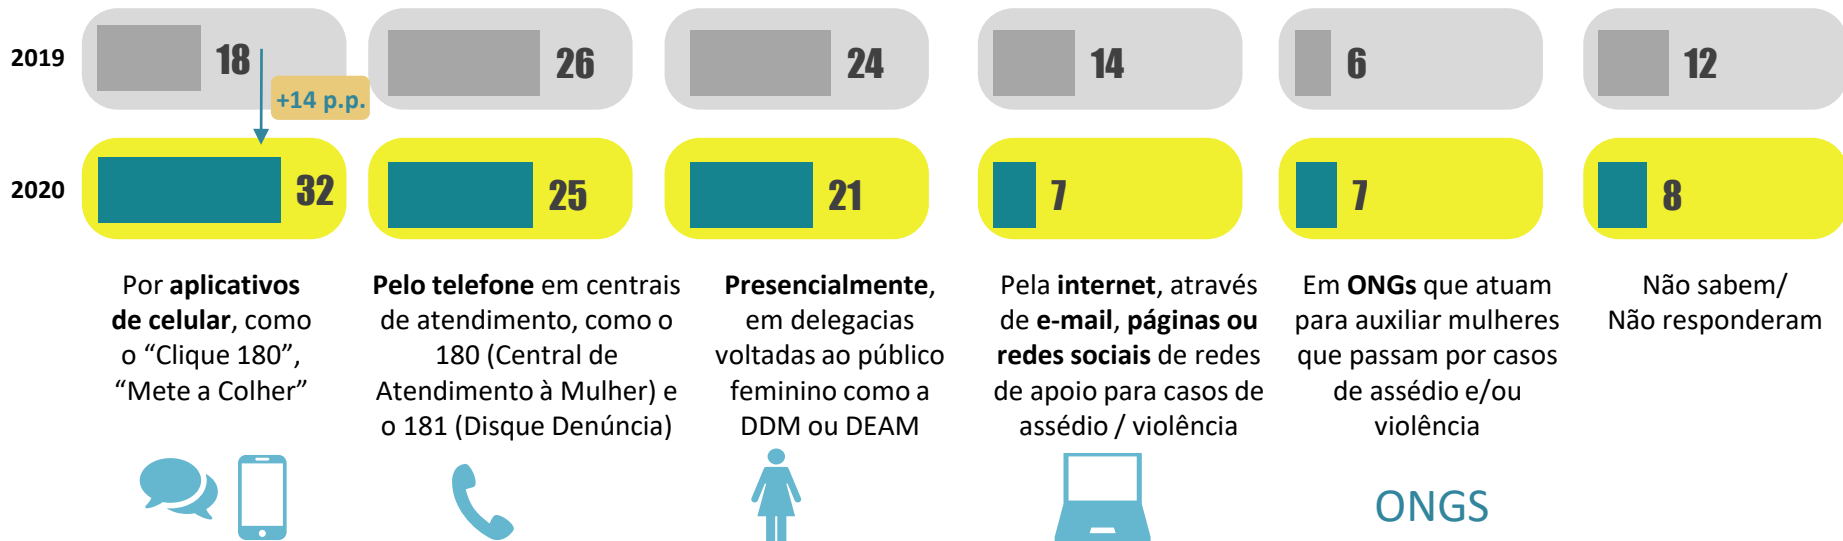 2019
18
26
24
14
6
12
+14 p.p.
2020
32
25
21
7
7
8
Por aplicativos
de celular, como
o “Clique 180”,
“Mete a Colher”
Pelo telefone em centrais
de atendimento, como o
180 (Central de
Atendimento à Mulher) e
o 181 (Disque Denúncia)
Presencialmente,
em delegacias
voltadas ao público
feminino como a
DDM ou DEAM
Pela internet, através
de e-mail, páginas ou
redes sociais de redes
de apoio para casos de
assédio / violência
Em ONGs que atuam
para auxiliar mulheres
que passam por casos
de assédio e/ou
violência
Não sabem/
Não responderam
ONGS